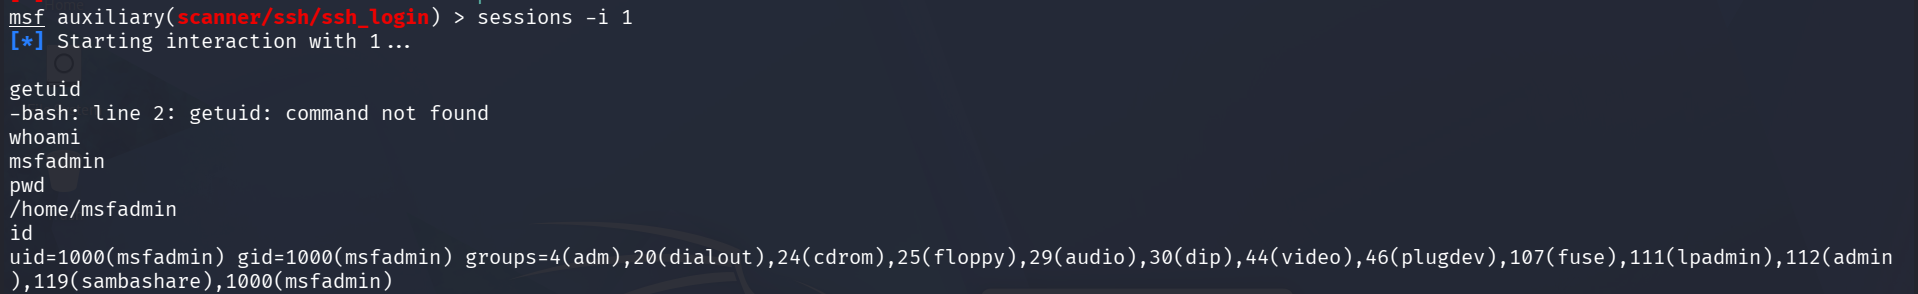 msf auxiliary(scanner/ssh/ssh_login) > sessions -i 1
[*] Starting interaction with 1...
getuid
-bash: line 2: getuid: command not found
whoami
msfadmin
pwd
/home/msfadmin
id
uid=1000(msfadmin) gid=1000(msfadmin) groups=4(adm),20(dialout),24(cdrom),25(floppy),29(audio),30(dip),44(video),46(plugdev),107(fuse),111(lpadmin),112(admin
),119(sambashare),1000(msfadmin)